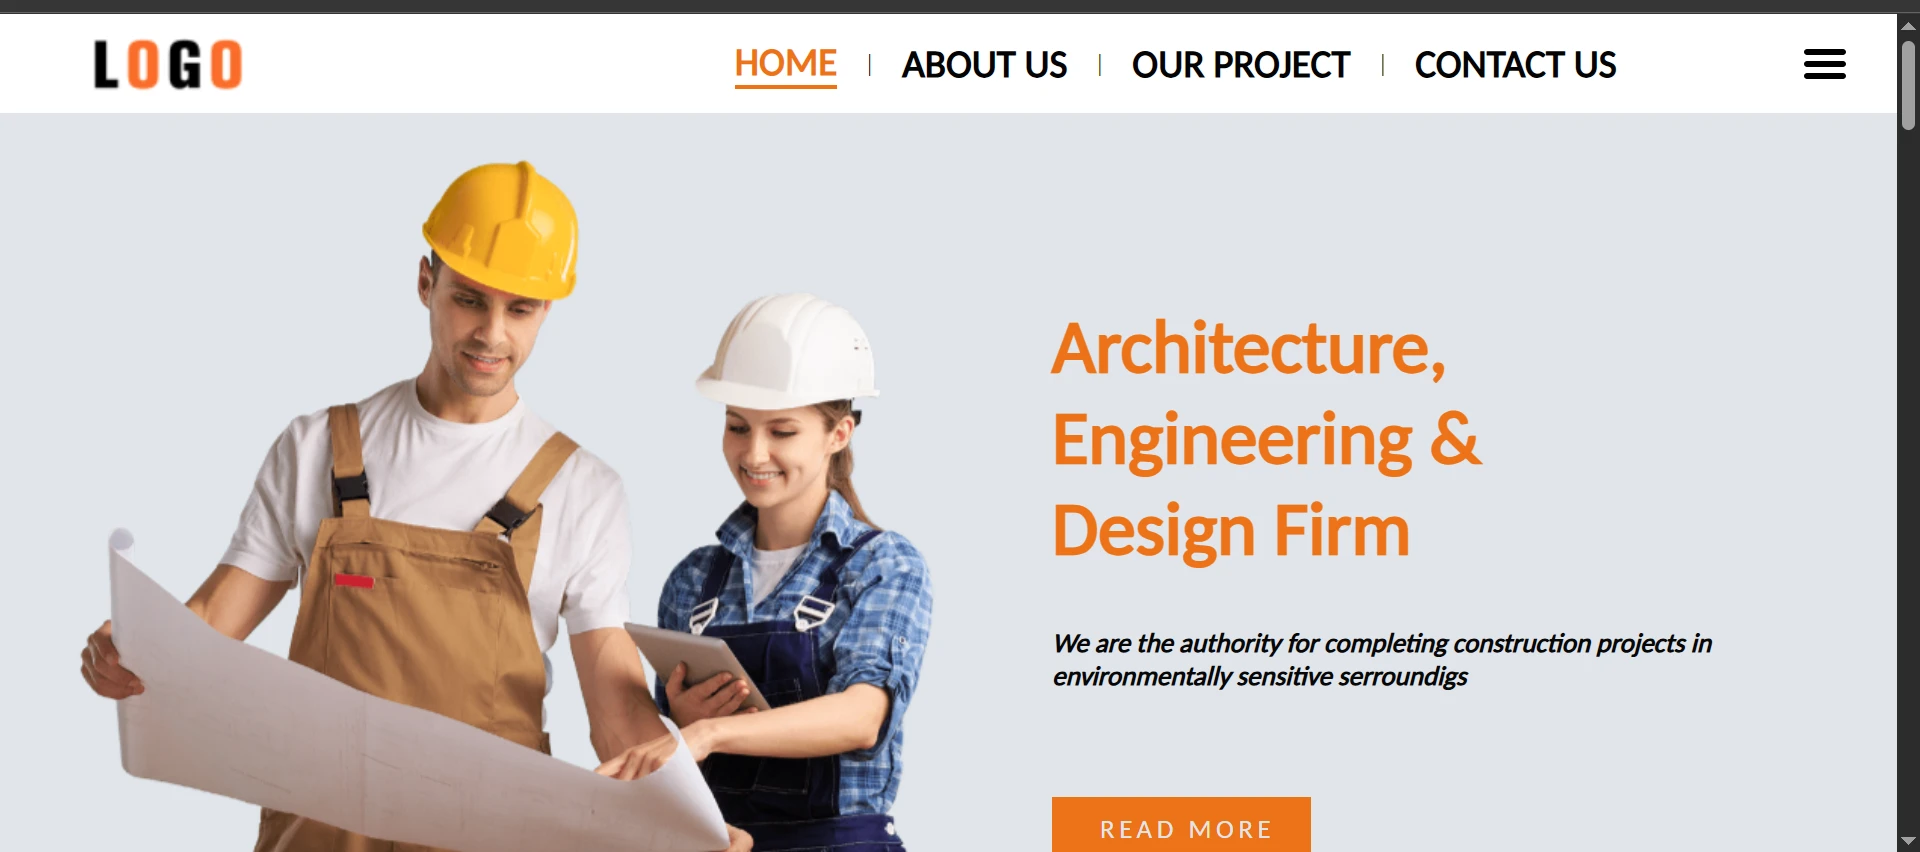 LOGO
HOME | ABOUT US | OUR PROJECT | CONTACT US
Architecture,
Engineering &
Design Firm
We are the authority for completing construction projects in
environmentally sensitive serroundigs
READ MORE